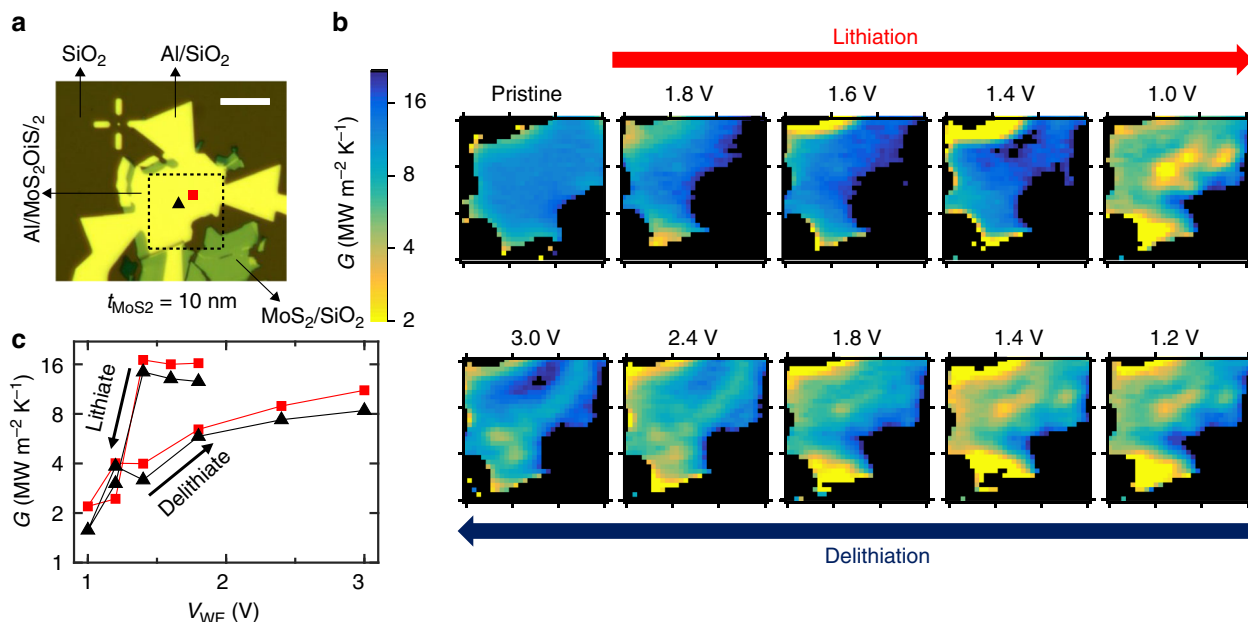 a
SiO2
Al/SiO2
Al/MoS2OiS/2
tMoS2 = 10 nm
MoS2/SiO2
b
Lithiation
G (MW m−2 K−1)
16
8
4
2
Pristine
1.8 V
1.6 V
1.4 V
1.0 V
3.0 V
2.4 V
1.8 V
1.4 V
1.2 V
Delithiation
c
G (MW m−2 K−1)
16
8
4
2
1
Lithiate
Delithiate
1
2
3
VWE (V)